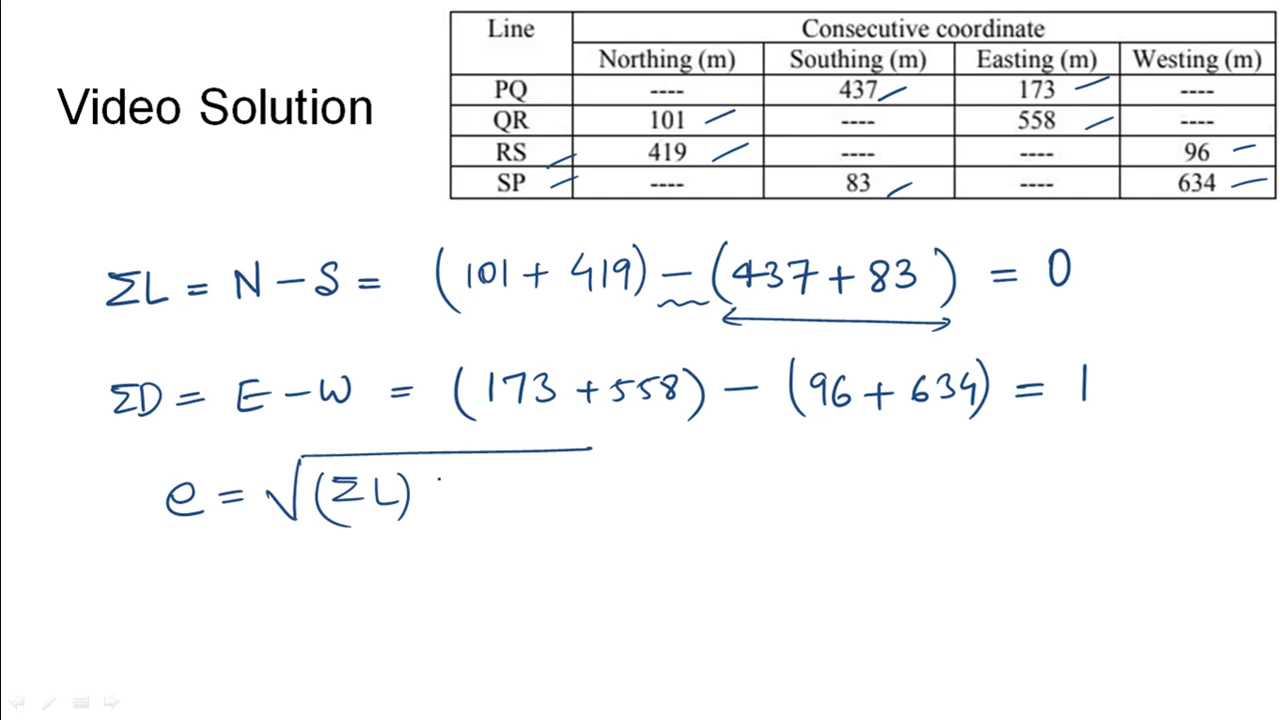 Video Solution
Line Consecutive coordinate
Northing (m) Southing (m) Easting (m) Westing (m)
PQ ---- 437 173 ----
QR 101 ---- 558 ----
RS 419 ---- ---- 96
SP ---- 83 ---- 634
ΣL = N - S = (101 + 419) - (437 + 83) = 0
ΣD = E - W = (173 + 558) - (96 + 634) = 1
e = √(ΣL)